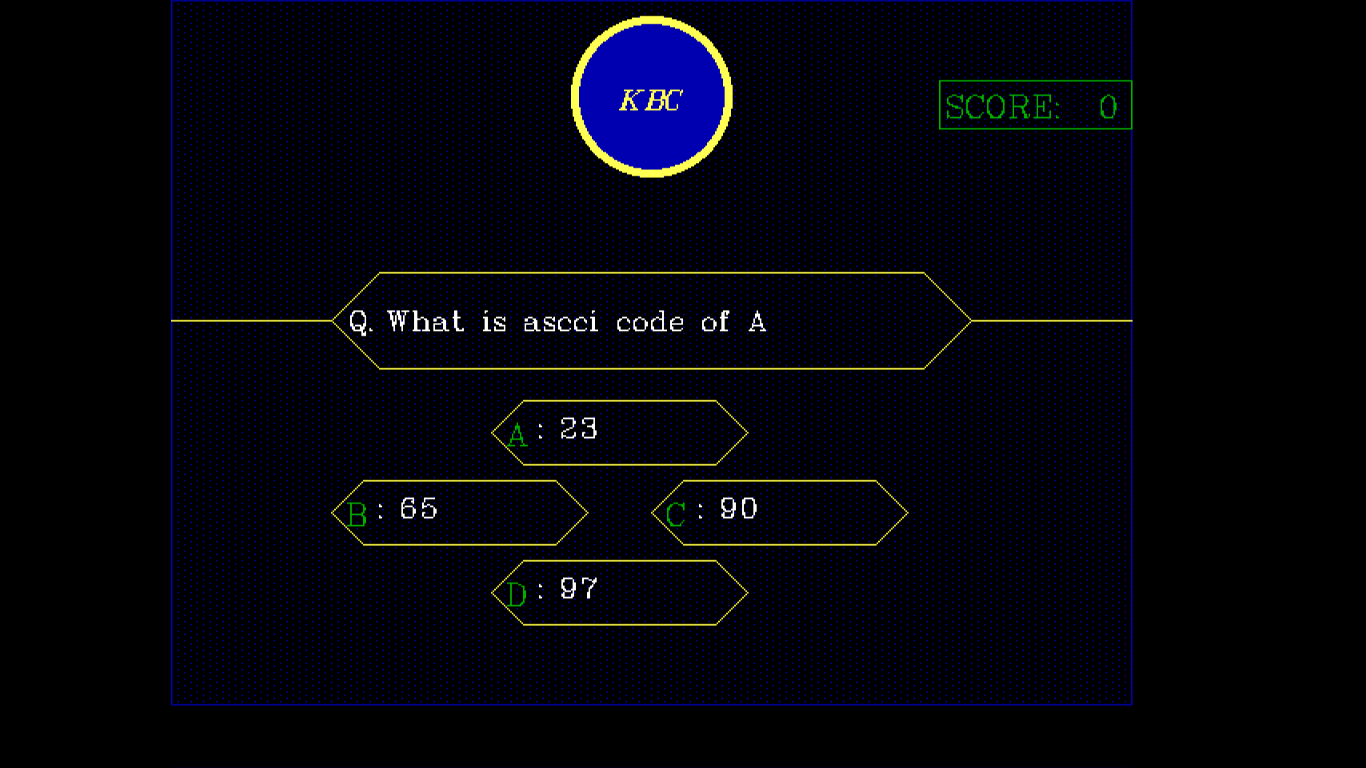 KBC
SCORE: 0
Q. What is ascci code of A
A : 23
B : 65
C : 90
D : 97